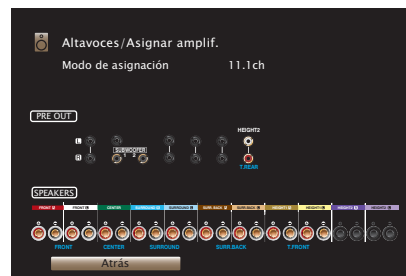 Altavoces/Asignar amplif.
Modo de asignación 11.1ch
PRE OUT
HEIGHT2
L
SUBWOOFER
1 2
R
T.REAR
SPEAKERS
FRONT CENTER SURROUND SURR.BACK T.FRONT
Atrás